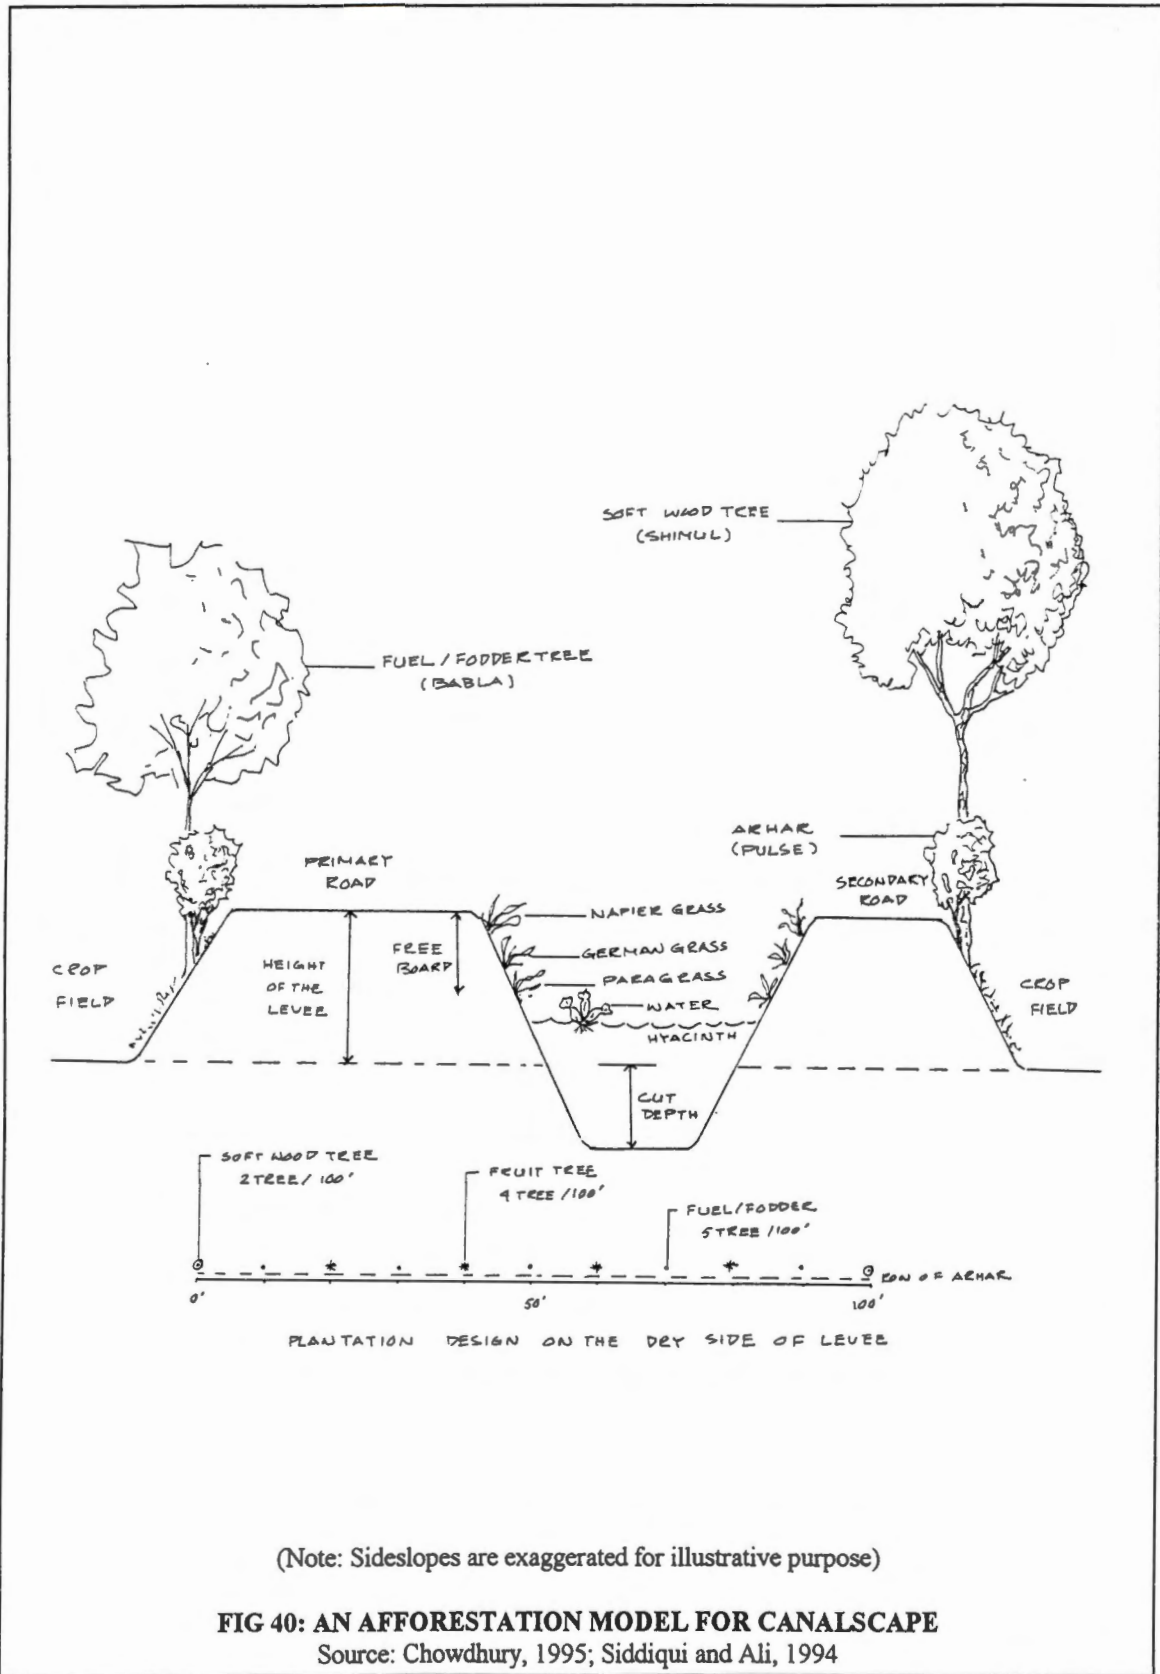 SOFT WOOD TREE
(SHIMUL)
FUEL/FODDER TREE
(BABLA)
ARHAR
(PULSE)
PRIMARY
ROAD
SECONDARY
ROAD
NAPIER GRASS
FREE
BOARD
GERMAN GRASS
HEIGHT
OF THE
LEVEE
CROP
FIELD
PARAGRASS
CROP
FIELD
WATER
HYACINTH
CUT
DEPTH
SOFT WOOD TREE
2 TREE/100'
FRUIT TREE
4 TREE/100'
FUEL/FODDER
5 TREE/100'
ROW OF ARHAR
0'
50'
100'
PLANTATION DESIGN ON THE DRY SIDE OF LEVEE
(Note: Sideslopes are exaggerated for illustrative purpose)
FIG 40: AN AFFORESTATION MODEL FOR CANALSCAPE
Source: Chowdhury, 1995; Siddiqui and Ali, 1994